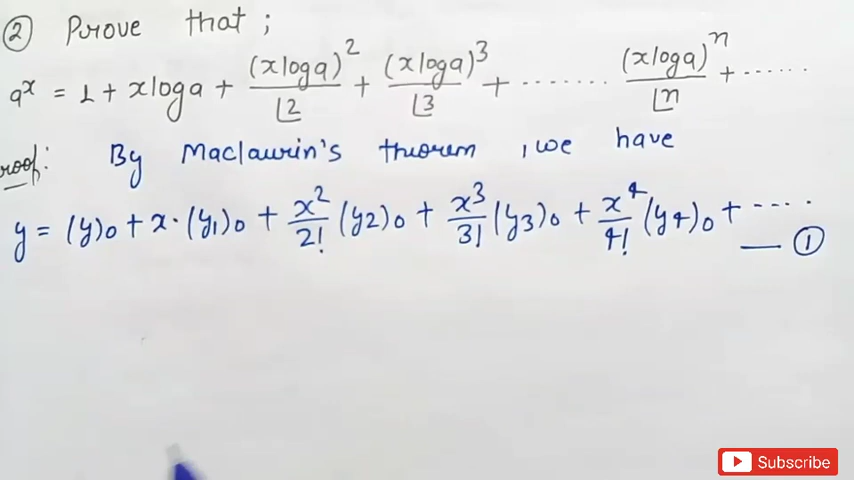 ② Prove that ;
a^x = 1 + x log a + (x log a)^2/⌊2 + (x log a)^3/⌊3 + ........ (x log a)^n/⌊n + ......
roof: By Maclaurin's theorem , we have
y = (y)₀ + x · (y₁)₀ + x^2/2! (y2)₀ + x^3/3! (y3)₀ + x^4/4! (y4)₀ + ----- — ①
Subscribe